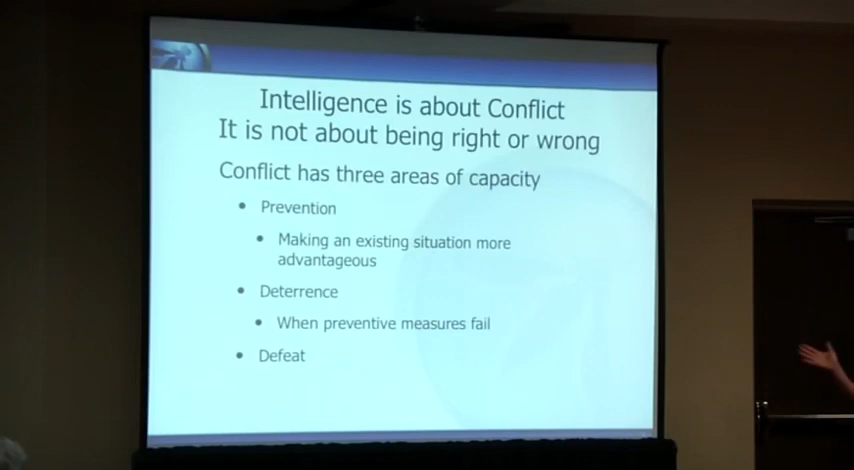 Intelligence is about Conflict
It is not about being right or wrong
Conflict has three areas of capacity
• Prevention
• Making an existing situation more
advantageous
• Deterrence
• When preventive measures fail
• Defeat